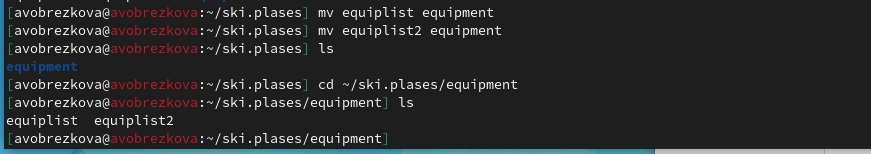 [avobrezkova@avobrezkova:~/ski.plases] mv equiplist equipment
[avobrezkova@avobrezkova:~/ski.plases] mv equiplist2 equipment
[avobrezkova@avobrezkova:~/ski.plases] ls
equipment
[avobrezkova@avobrezkova:~/ski.plases] cd ~/ski.plases/equipment
[avobrezkova@avobrezkova:~/ski.plases/equipment] ls
equiplist  equiplist2
[avobrezkova@avobrezkova:~/ski.plases/equipment]